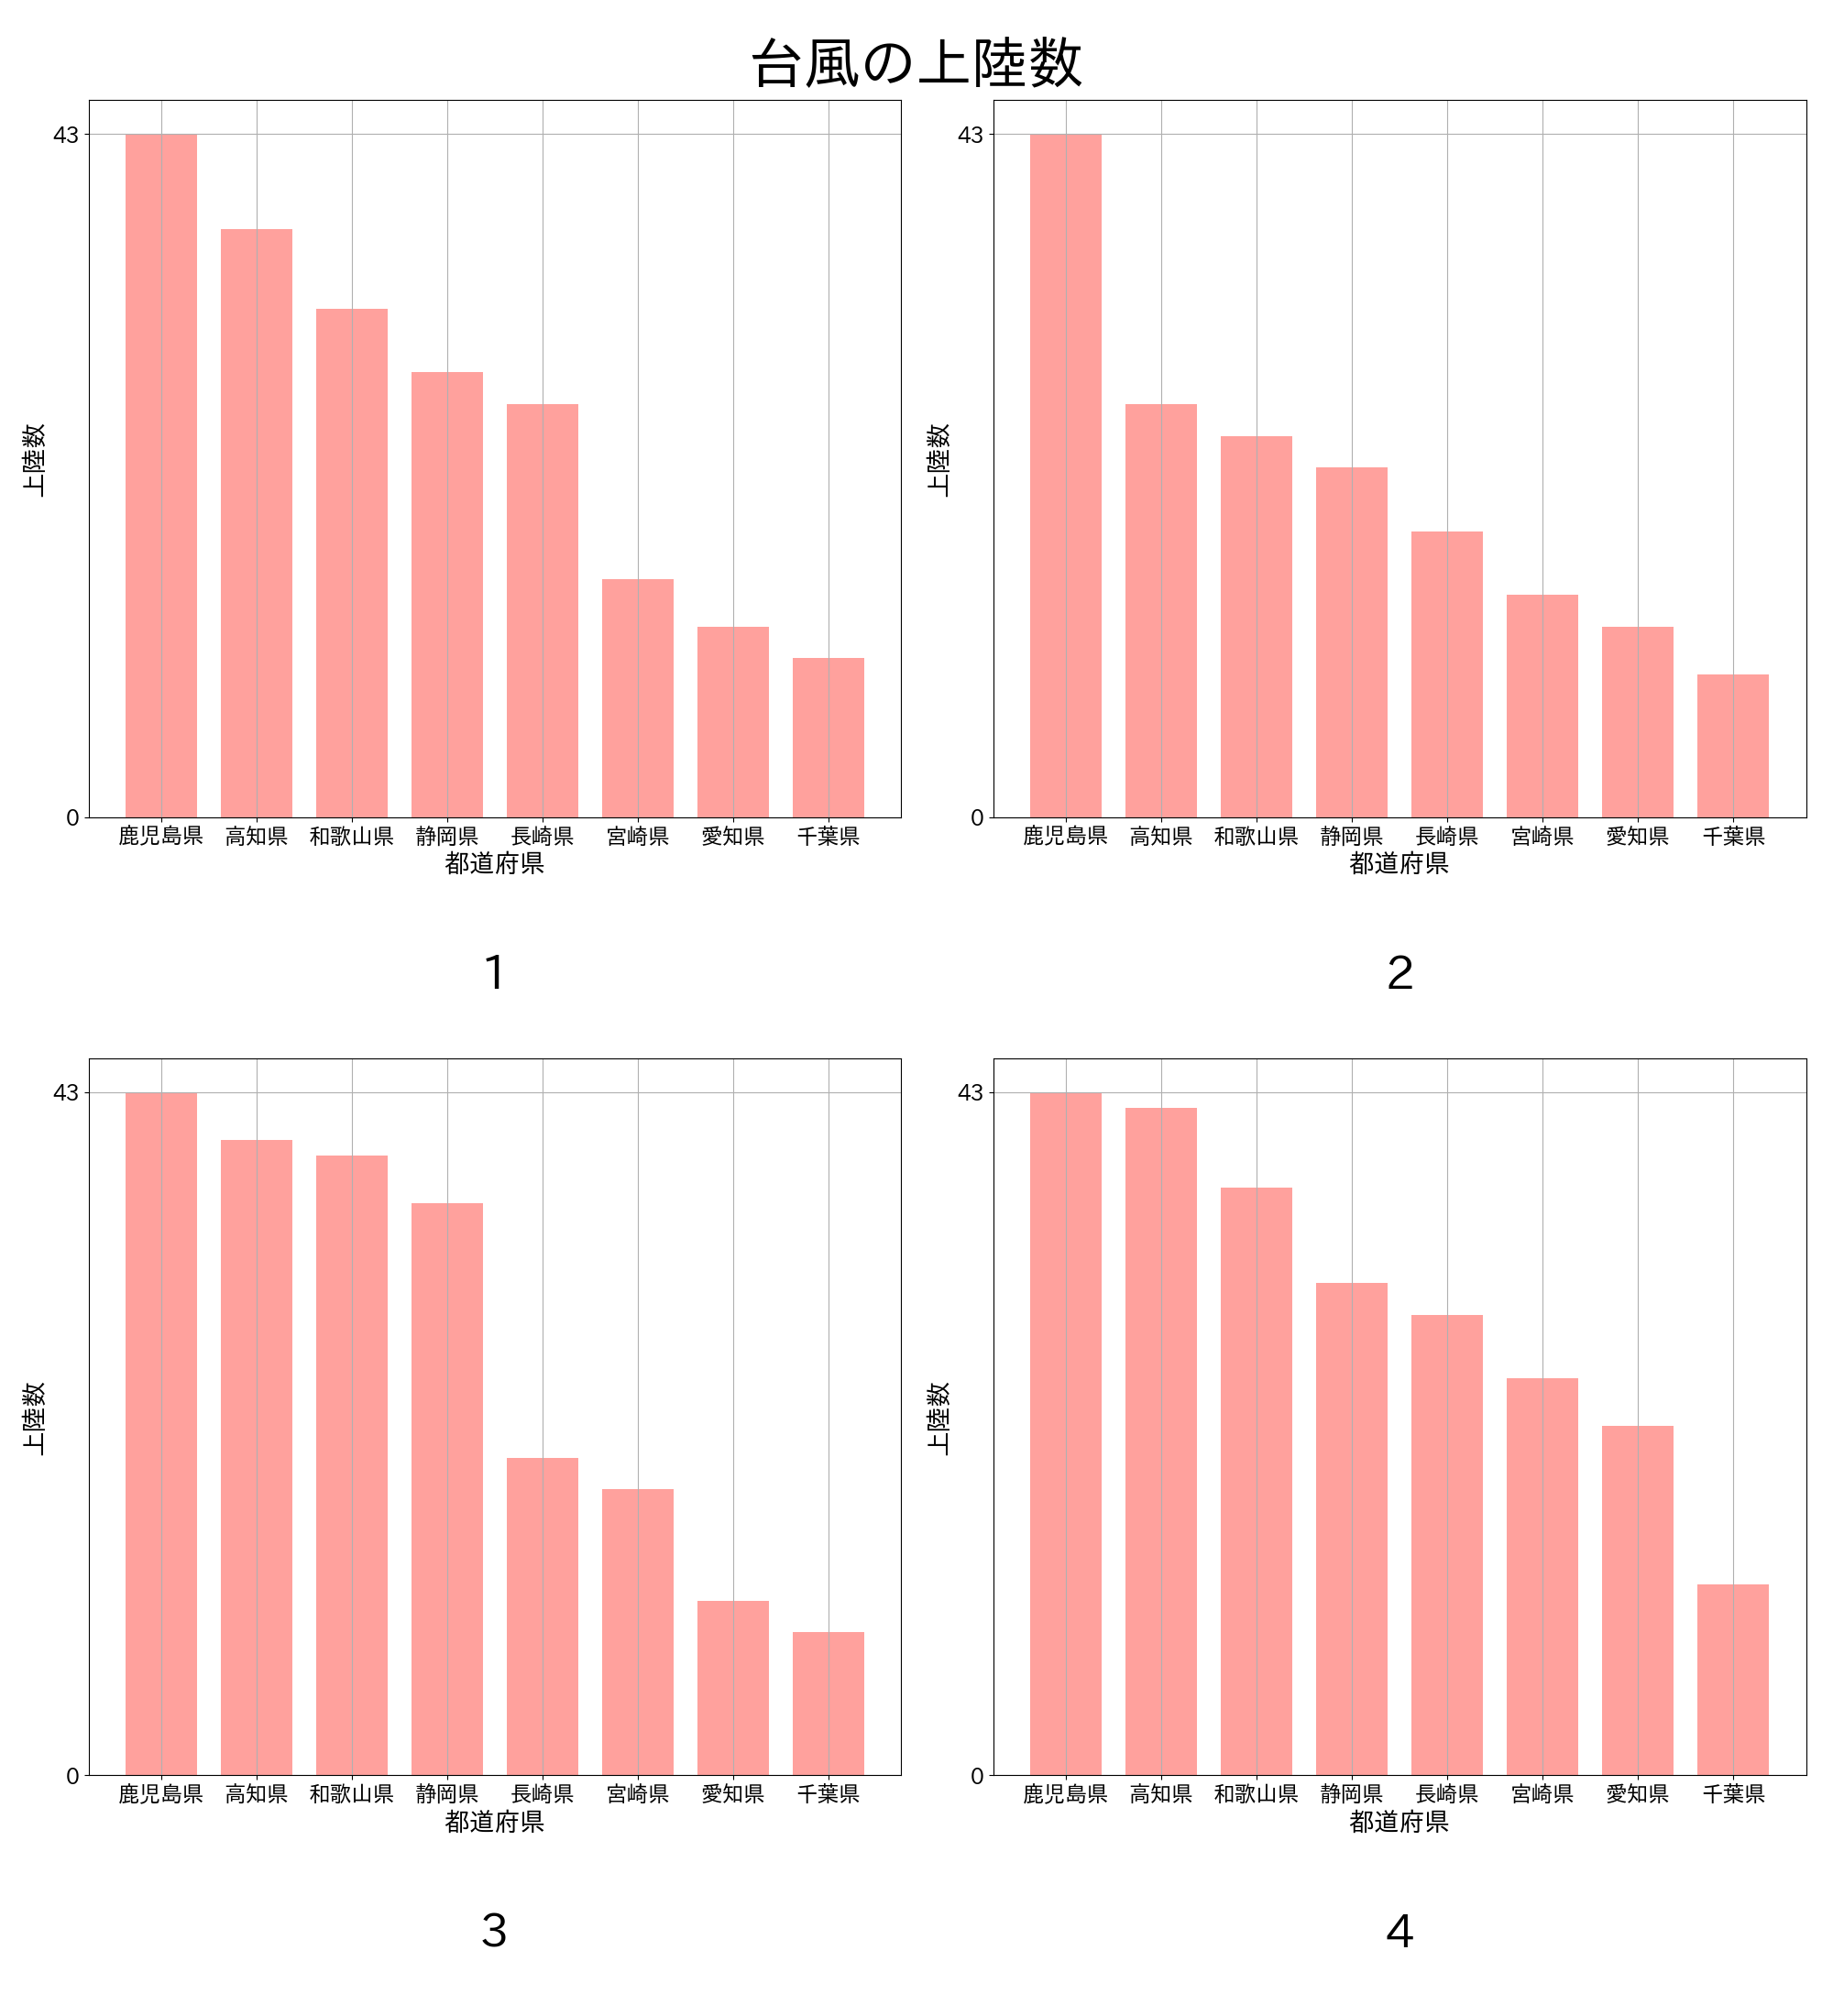 台風の上陸数
43
0
上陸数
鹿児島県 高知県 和歌山県 静岡県 長崎県 宮崎県 愛知県 千葉県
都道府県
1
43
0
上陸数
鹿児島県 高知県 和歌山県 静岡県 長崎県 宮崎県 愛知県 千葉県
都道府県
2
43
0
上陸数
鹿児島県 高知県 和歌山県 静岡県 長崎県 宮崎県 愛知県 千葉県
都道府県
3
43
0
上陸数
鹿児島県 高知県 和歌山県 静岡県 長崎県 宮崎県 愛知県 千葉県
都道府県
4